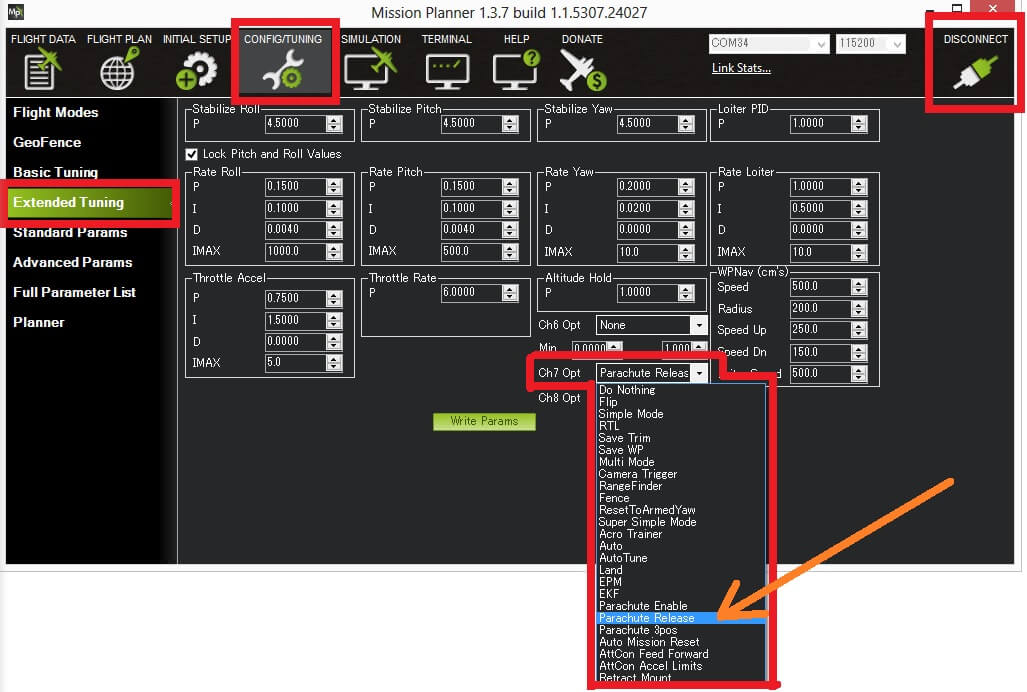 Mp
Mission Planner 1.3.7 build 1.1.5307.24027
FLIGHT DATA FLIGHT PLAN INITIAL SETUP CONFIG/TUNING SIMULATION TERMINAL HELP DONATE
COM34 115200
Link Stats...
DISCONNECT
Flight Modes
GeoFence
Basic Tuning
Extended Tuning
Standard Params
Advanced Params
Full Parameter List
Planner
Stabilize Roll
P 4.5000
Stabilize Pitch
P 4.5000
Stabilize Yaw
P 4.5000
Loiter PID
P 1.0000
Lock Pitch and Roll Values
Rate Roll
P 0.1500
I 0.1000
D 0.0040
IMAX 1000.0
Rate Pitch
P 0.1500
I 0.1000
D 0.0040
IMAX 500.0
Rate Yaw
P 0.2000
I 0.0200
D 0.0000
IMAX 10.0
Rate Loiter
P 1.0000
I 0.5000
D 0.0000
IMAX 10.0
Throttle Accel
P 0.7500
I 1.5000
D 0.0000
IMAX 5.0
Throttle Rate
P 6.0000
Altitude Hold
P 1.0000
WPNav (cm's)
Speed 500.0
Radius 200.0
Speed Up 250.0
Speed Dn 150.0
500.0
Ch6 Opt None
Min 0.0000 1.000
Ch7 Opt Parachute Releas
Ch8 Opt
Do Nothing
Flip
Simple Mode
RTL
Save Trim
Save WP
Multi Mode
Camera Trigger
RangeFinder
Fence
ResetToArmedYaw
Super Simple Mode
Acro Trainer
Auto
AutoTune
Land
EPM
EKF
Parachute Enable
Parachute Release
Parachute 3pos
Auto Mission Reset
AttCon Feed Forward
AttCon Accel Limits
Retract Mount
Write Params